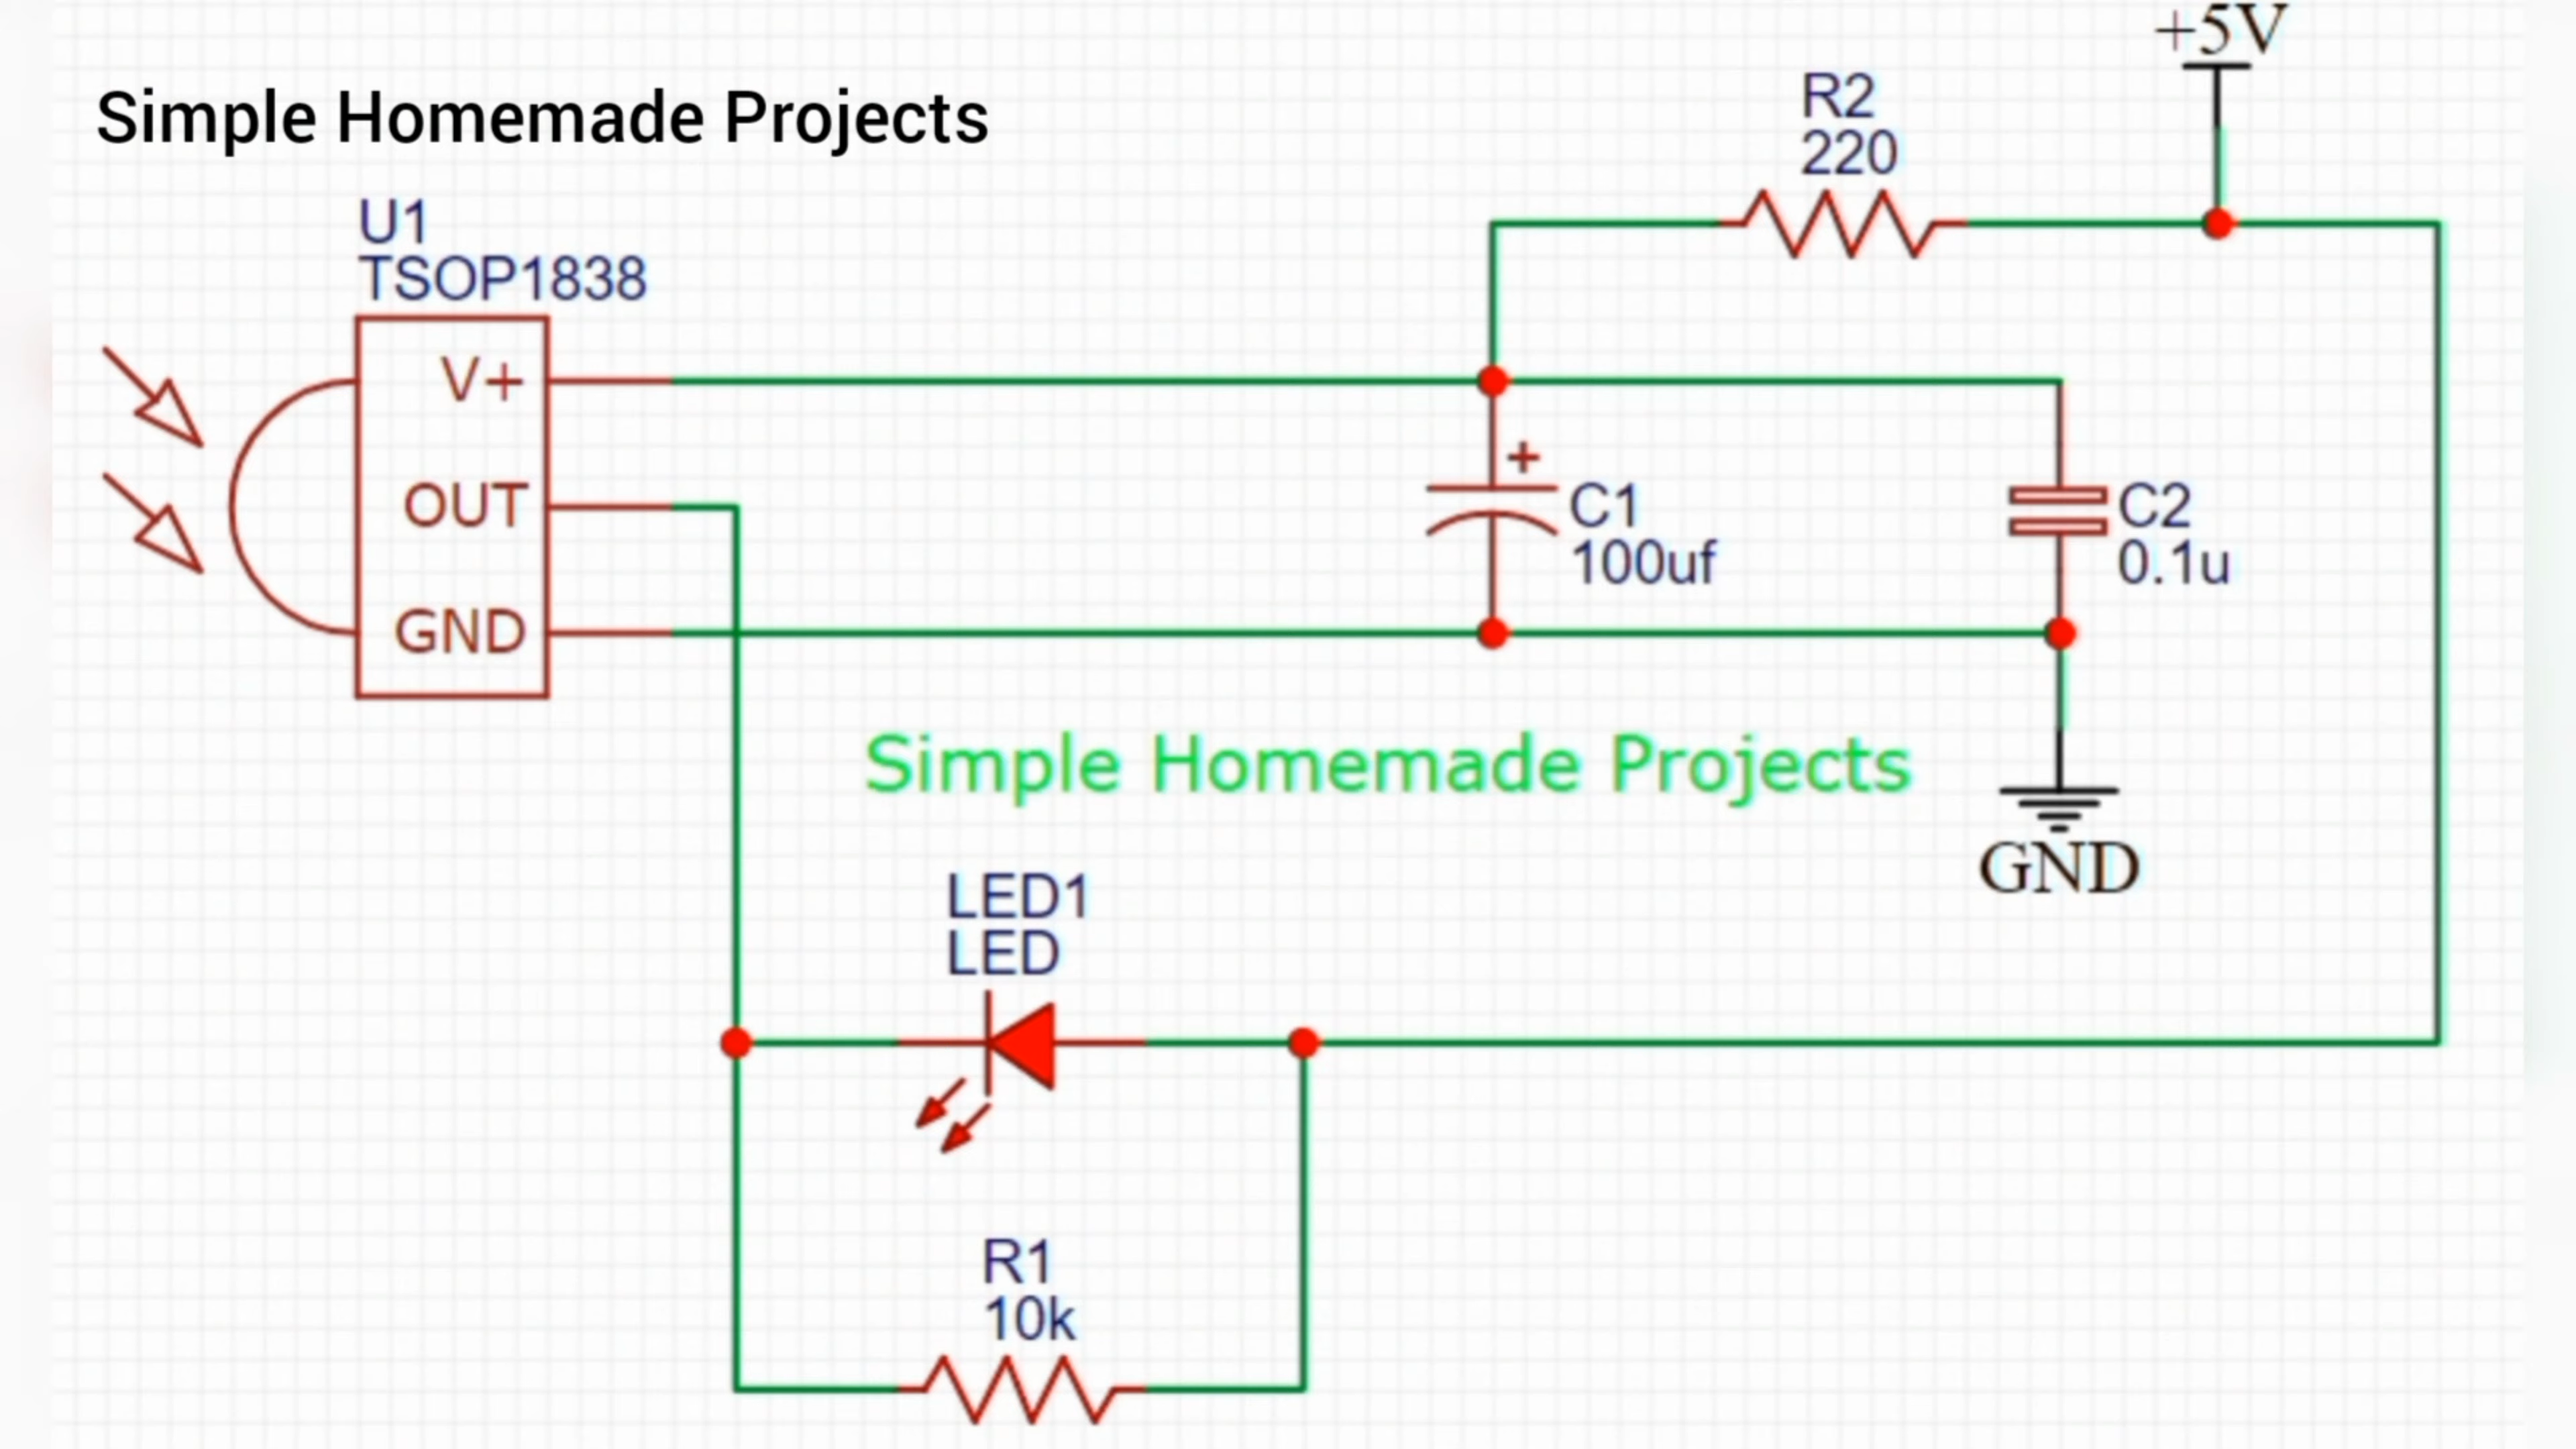 +5V
Simple Homemade Projects
R2
220
U1
TSOP1838
V+
OUT
GND
+
C1
100uf
C2
0.1u
Simple Homemade Projects
GND
LED1
LED
R1
10k